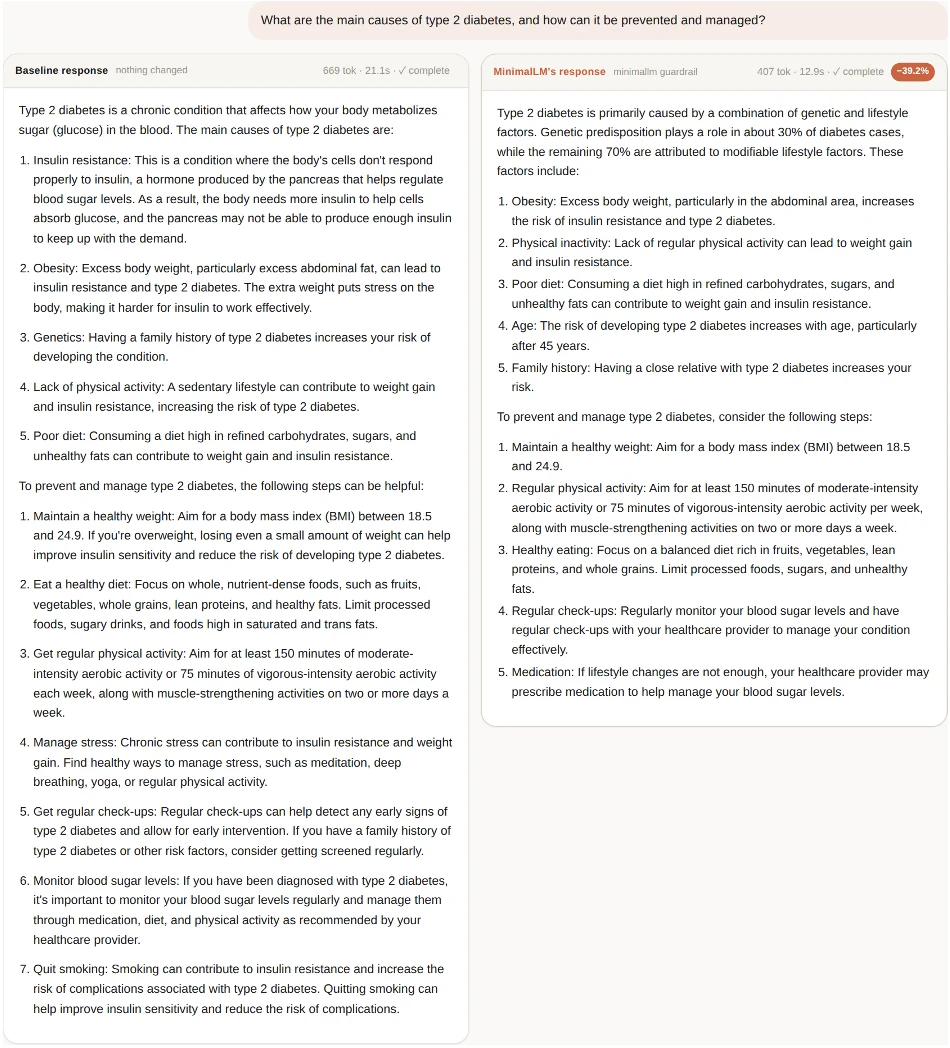 What are the main causes of type 2 diabetes, and how can it be prevented and managed?
Baseline response nothing changed 669 tok · 21.1s · ✓ complete
Type 2 diabetes is a chronic condition that affects how your body metabolizes
sugar (glucose) in the blood. The main causes of type 2 diabetes are:
1. Insulin resistance: This is a condition where the body's cells don't respond
properly to insulin, a hormone produced by the pancreas that helps regulate
blood sugar levels. As a result, the body needs more insulin to help cells
absorb glucose, and the pancreas may not be able to produce enough insulin
to keep up with the demand.
2. Obesity: Excess body weight, particularly excess abdominal fat, can lead to
insulin resistance and type 2 diabetes. The extra weight puts stress on the
body, making it harder for insulin to work effectively.
3. Genetics: Having a family history of type 2 diabetes increases your risk of
developing the condition.
4. Lack of physical activity: A sedentary lifestyle can contribute to weight gain
and insulin resistance, increasing the risk of type 2 diabetes.
5. Poor diet: Consuming a diet high in refined carbohydrates, sugars, and
unhealthy fats can contribute to weight gain and insulin resistance.
To prevent and manage type 2 diabetes, the following steps can be helpful:
1. Maintain a healthy weight: Aim for a body mass index (BMI) between 18.5
and 24.9. If you're overweight, losing even a small amount of weight can help
improve insulin sensitivity and reduce the risk of developing type 2 diabetes.
2. Eat a healthy diet: Focus on whole, nutrient-dense foods, such as fruits,
vegetables, whole grains, lean proteins, and healthy fats. Limit processed
foods, sugary drinks, and foods high in saturated and trans fats.
3. Get regular physical activity: Aim for at least 150 minutes of moderate-
intensity aerobic activity or 75 minutes of vigorous-intensity aerobic activity
each week, along with muscle-strengthening activities on two or more days a
week.
4. Manage stress: Chronic stress can contribute to insulin resistance and weight
gain. Find healthy ways to manage stress, such as meditation, deep
breathing, yoga, or regular physical activity.
5. Get regular check-ups: Regular check-ups can help detect any early signs of
type 2 diabetes and allow for early intervention. If you have a family history of
type 2 diabetes or other risk factors, consider getting screened regularly.
6. Monitor blood sugar levels: If you have been diagnosed with type 2 diabetes,
it's important to monitor your blood sugar levels regularly and manage them
through medication, diet, and physical activity as recommended by your
healthcare provider.
7. Quit smoking: Smoking can contribute to insulin resistance and increase the
risk of complications associated with type 2 diabetes. Quitting smoking can
help improve insulin sensitivity and reduce the risk of complications.
MinimalLM's response minimallm guardrail 407 tok · 12.9s · ✓ complete −39.2%
Type 2 diabetes is primarily caused by a combination of genetic and lifestyle
factors. Genetic predisposition plays a role in about 30% of diabetes cases,
while the remaining 70% are attributed to modifiable lifestyle factors. These
factors include:
1. Obesity: Excess body weight, particularly in the abdominal area, increases
the risk of insulin resistance and type 2 diabetes.
2. Physical inactivity: Lack of regular physical activity can lead to weight gain
and insulin resistance.
3. Poor diet: Consuming a diet high in refined carbohydrates, sugars, and
unhealthy fats can contribute to weight gain and insulin resistance.
4. Age: The risk of developing type 2 diabetes increases with age, particularly
after 45 years.
5. Family history: Having a close relative with type 2 diabetes increases your
risk.
To prevent and manage type 2 diabetes, consider the following steps:
1. Maintain a healthy weight: Aim for a body mass index (BMI) between 18.5
and 24.9.
2. Regular physical activity: Aim for at least 150 minutes of moderate-intensity
aerobic activity or 75 minutes of vigorous-intensity aerobic activity per week,
along with muscle-strengthening activities on two or more days a week.
3. Healthy eating: Focus on a balanced diet rich in fruits, vegetables, lean
proteins, and whole grains. Limit processed foods, sugars, and unhealthy
fats.
4. Regular check-ups: Regularly monitor your blood sugar levels and have
regular check-ups with your healthcare provider to manage your condition
effectively.
5. Medication: If lifestyle changes are not enough, your healthcare provider may
prescribe medication to help manage your blood sugar levels.